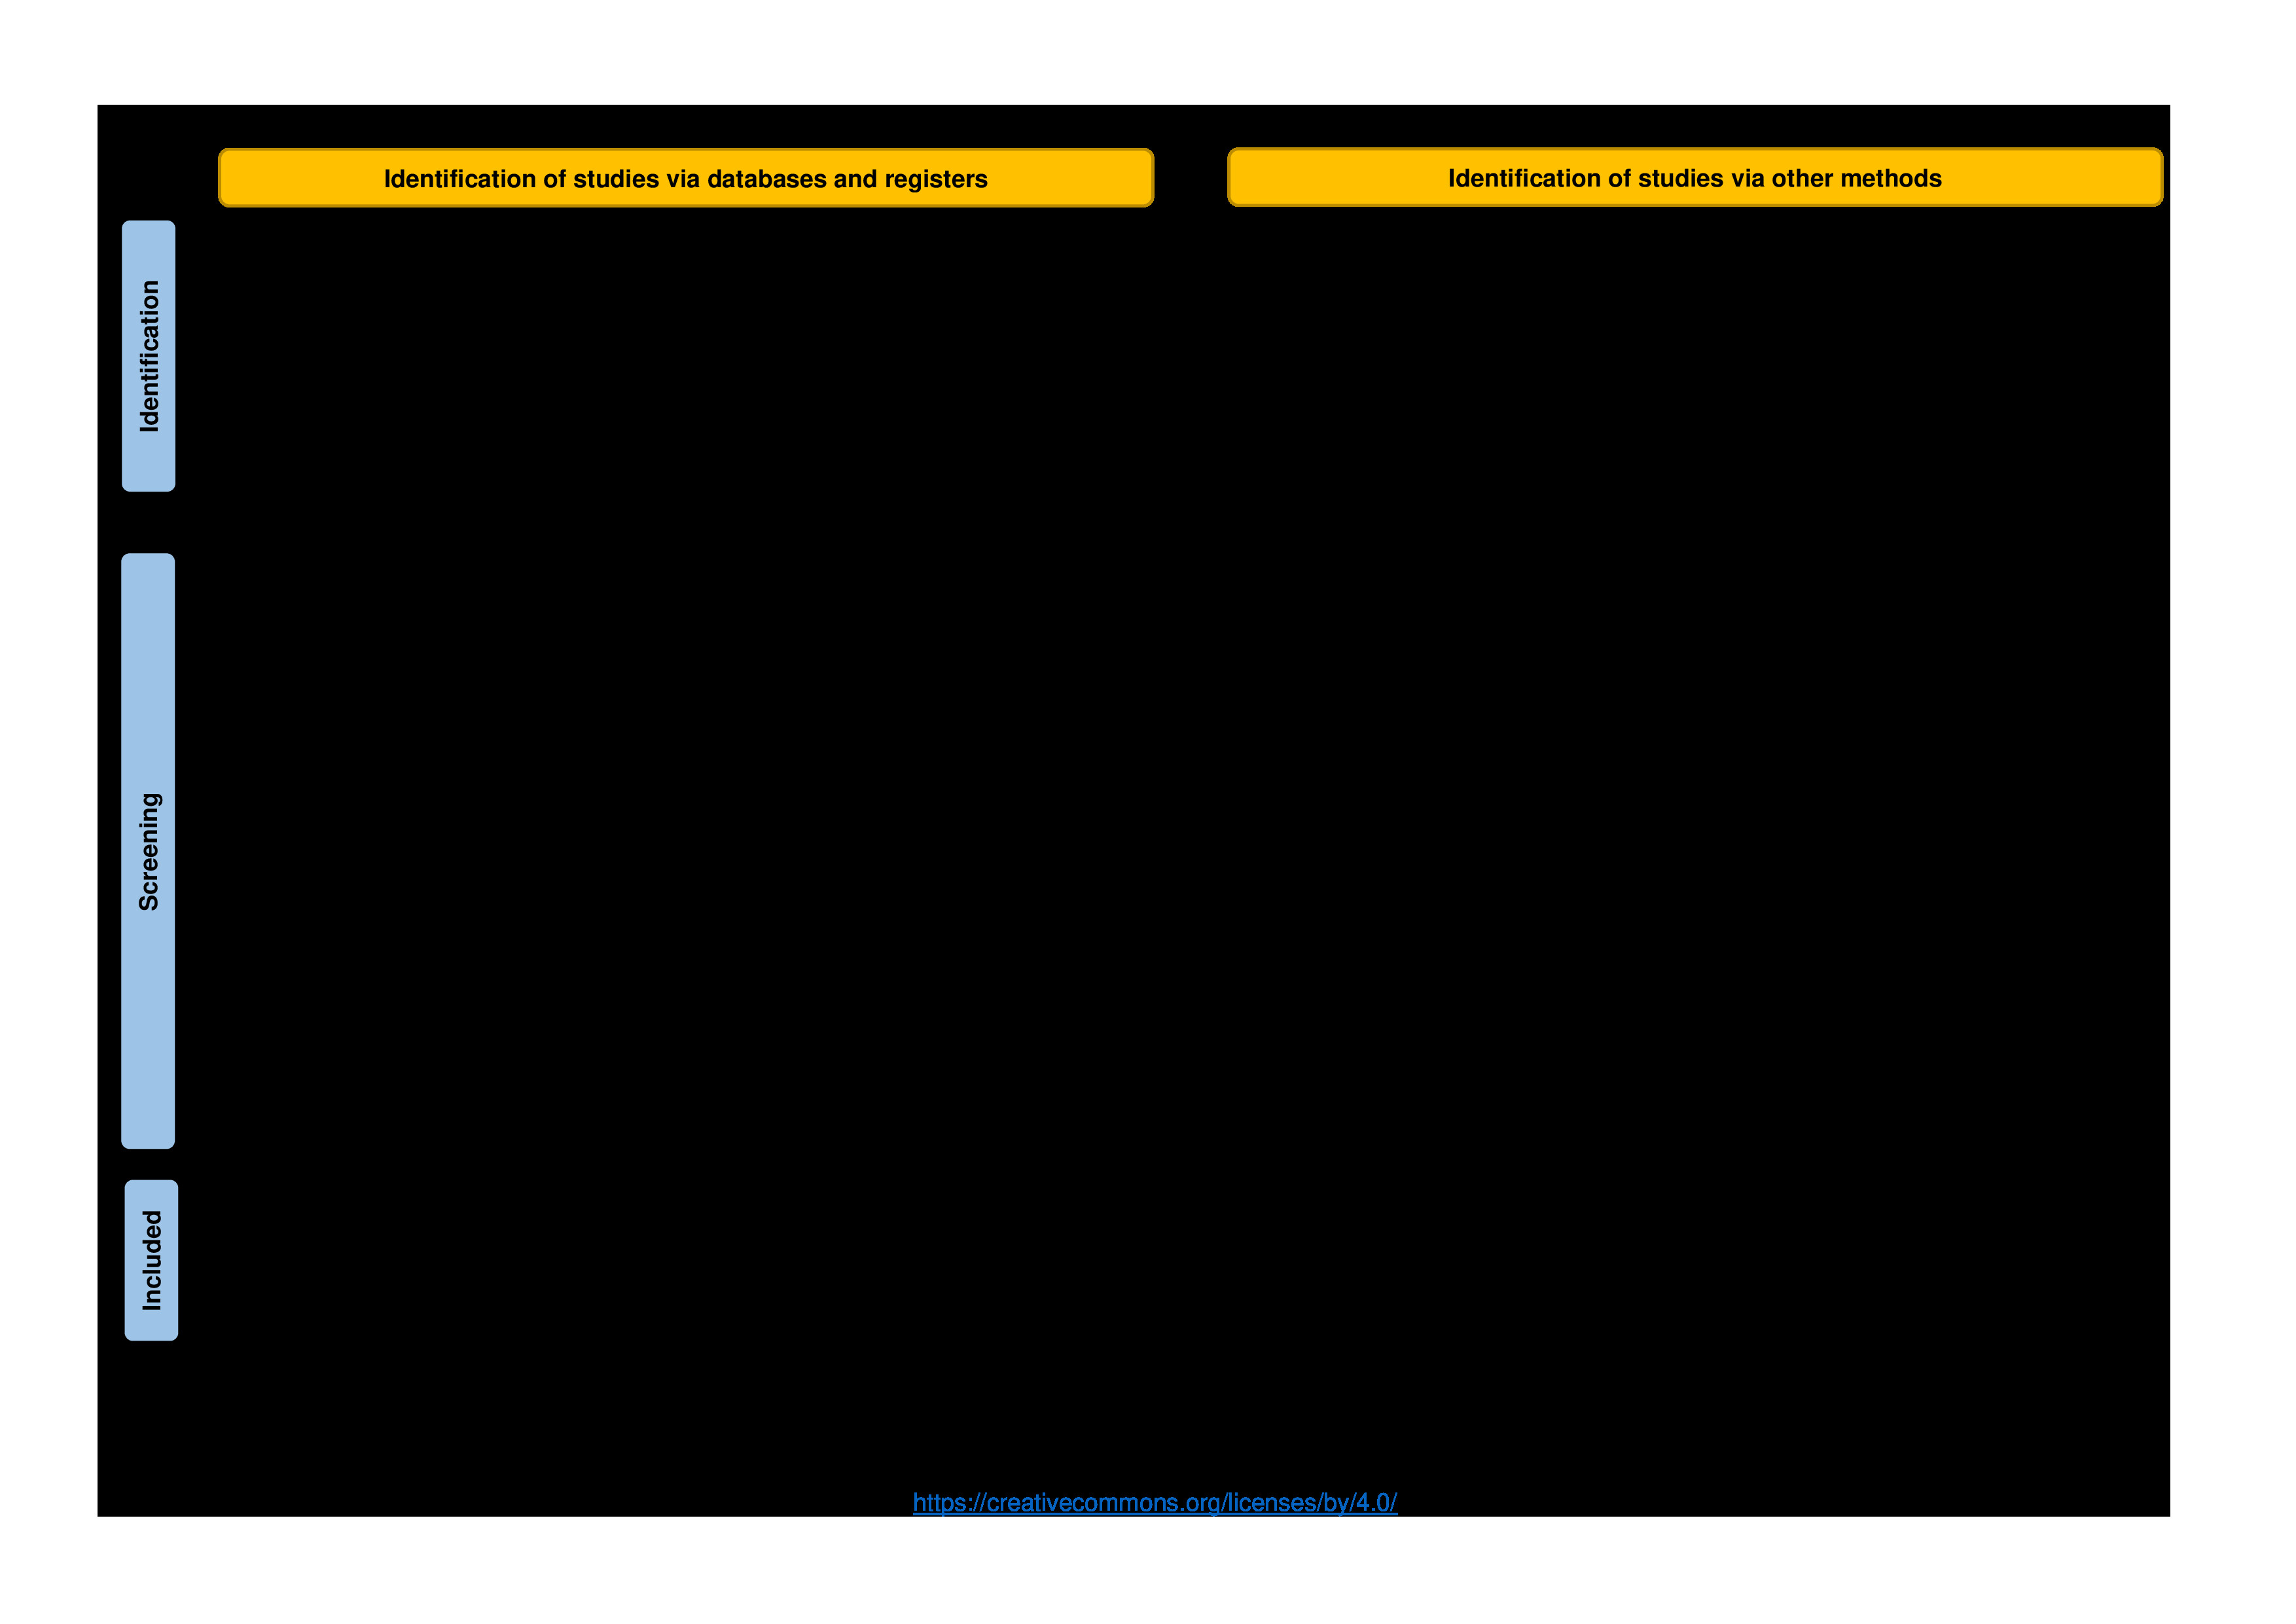 Identification of studies via databases and registers
Identification of studies via other methods
Identification
Screening
Included
https://creativecommons.org/licenses/by/4.0/